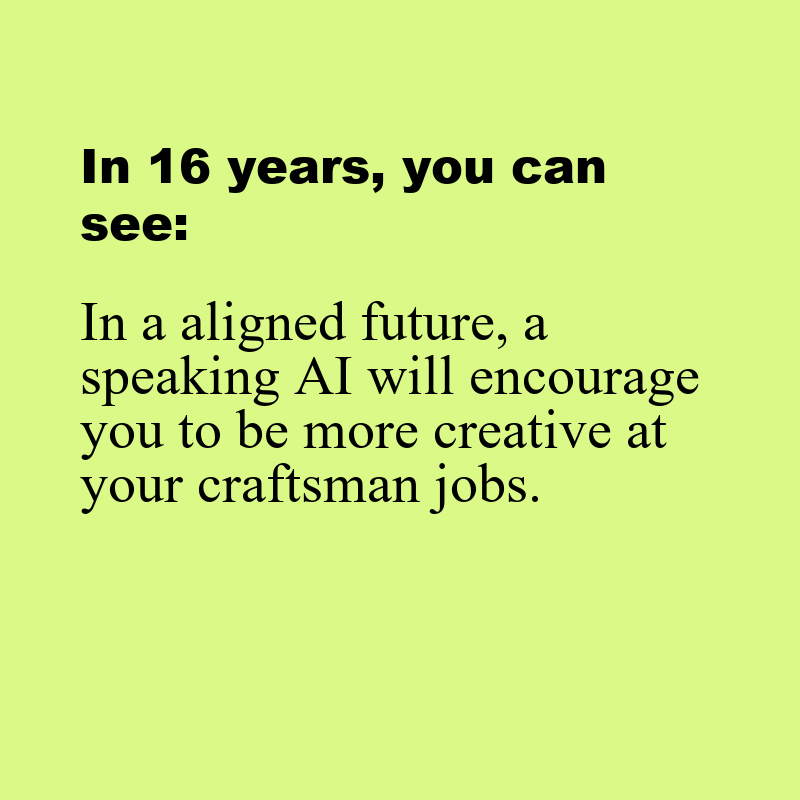 In 16 years, you can
see:
In a aligned future, a
speaking AI will encourage
you to be more creative at
your craftsman jobs.